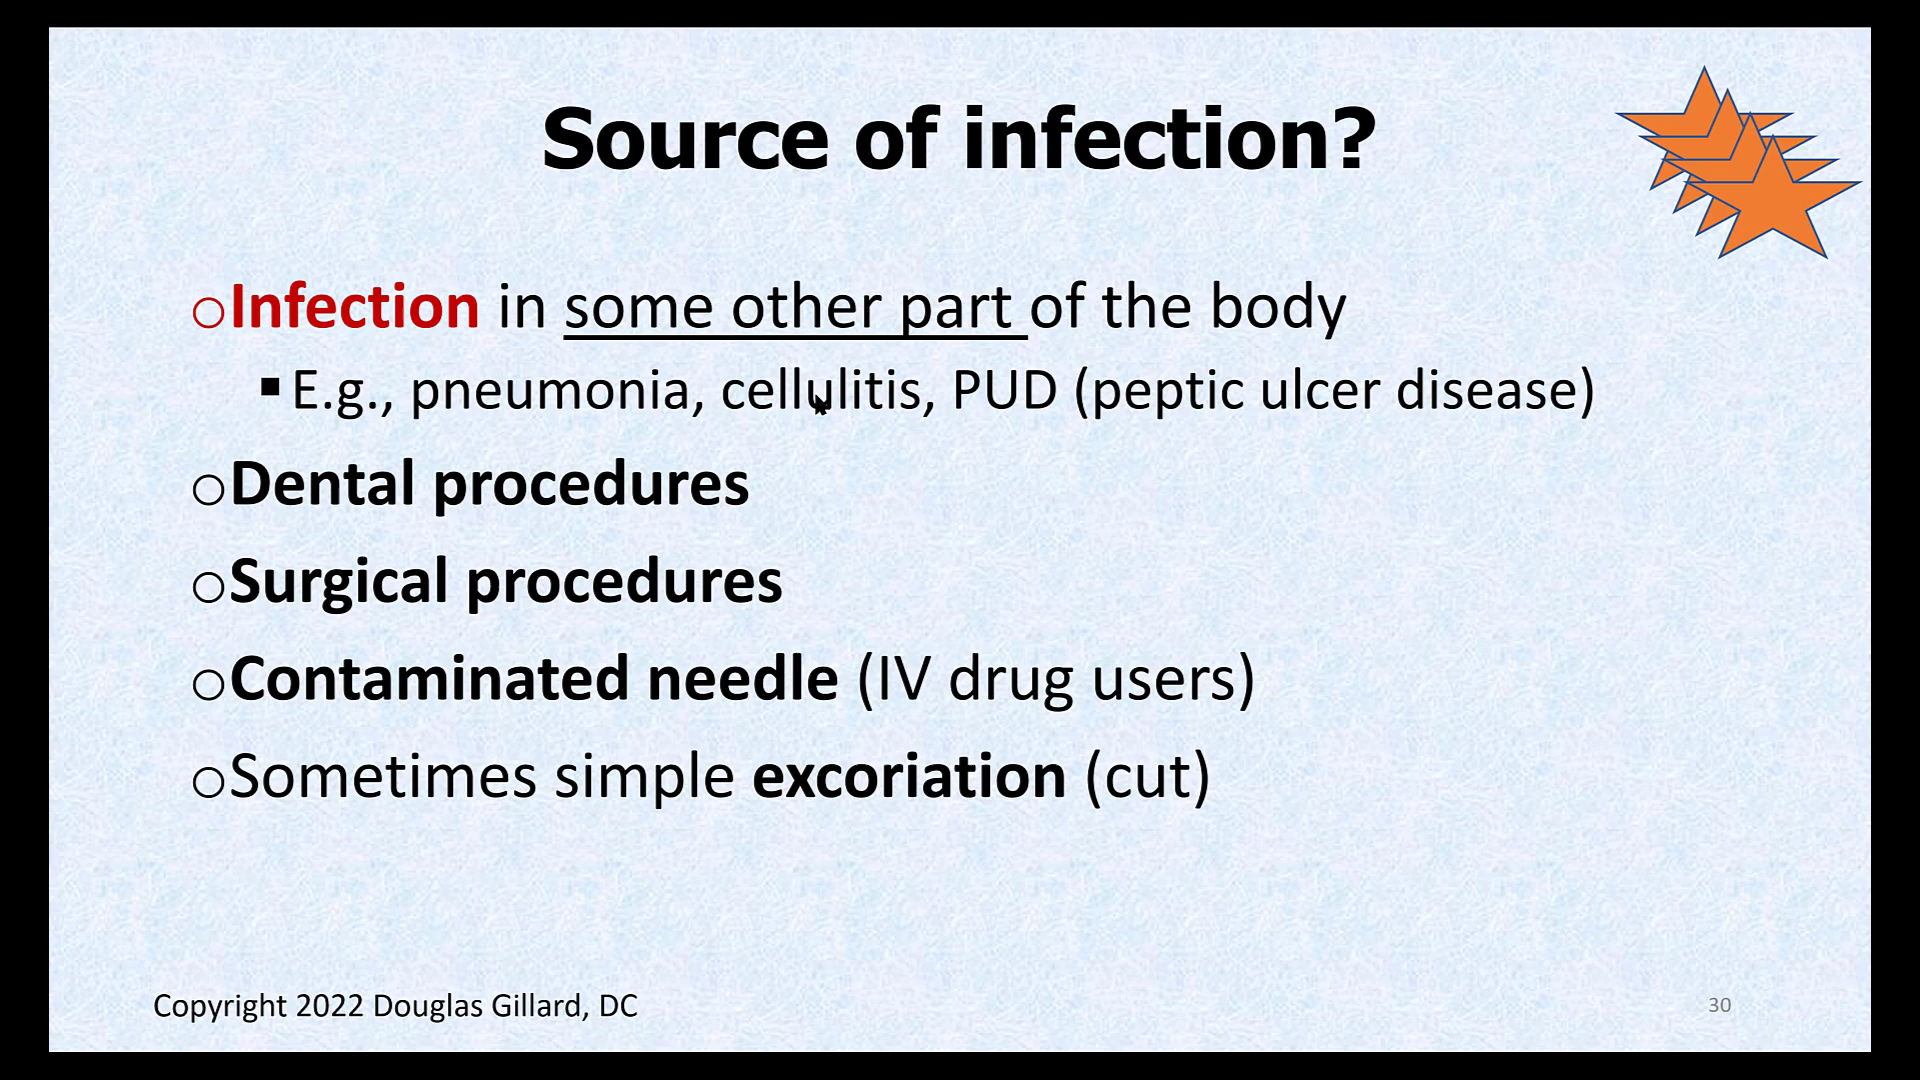 Source of infection?
oInfection in some other part of the body
▪E.g., pneumonia, cellulitis, PUD (peptic ulcer disease)
oDental procedures
oSurgical procedures
oContaminated needle (IV drug users)
oSometimes simple excoriation (cut)
Copyright 2022 Douglas Gillard, DC
30